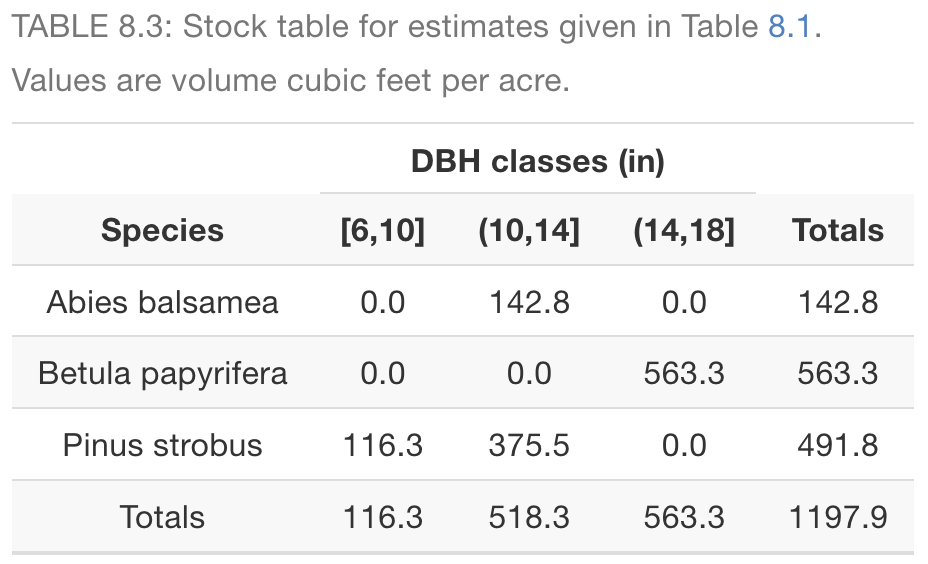 TABLE 8.3: Stock table for estimates given in Table 8.1.
Values are volume cubic feet per acre.
DBH classes (in)
Species [6,10] (10,14] (14,18] Totals
Abies balsamea 0.0 142.8 0.0 142.8
Betula papyrifera 0.0 0.0 563.3 563.3
Pinus strobus 116.3 375.5 0.0 491.8
Totals 116.3 518.3 563.3 1197.9